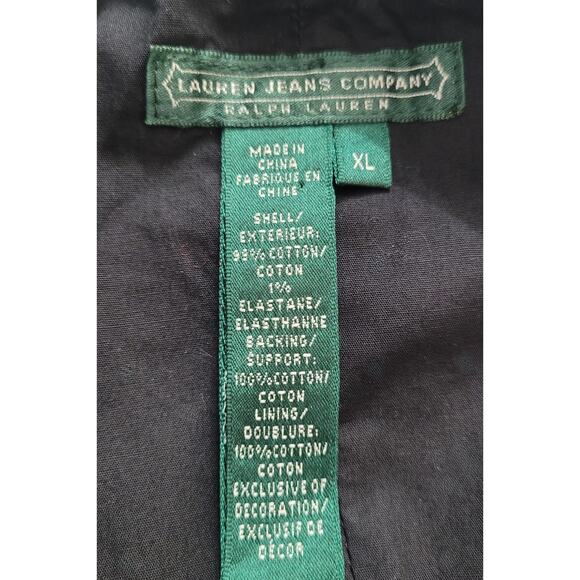 LAUREN JEANS COMPANY
RALPH LAUREN
XL
MADE IN
CHINA
FABRIQUE EN
CHINE
SHELL/
EXTERIEUR:
99% COTTON/
COTON
1%
ELASTANE/
ELASTHANNE
BACKING/
SUPPORT:
100%COTTON/
COTON
LINING/
DOUBLURE:
100%COTTON/
COTON
EXCLUSIVE OF
DECORATION/
EXCLUSIF DE
DÉCOR